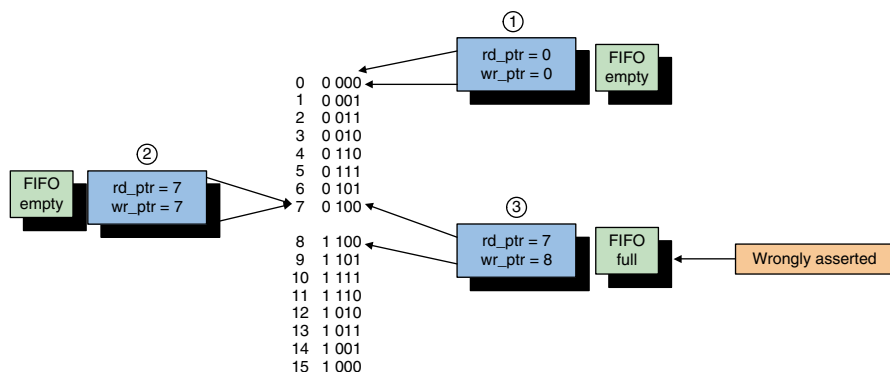 ①
rd_ptr = 0
wr_ptr = 0
FIFO
empty
0 0 000
1 0 001
2 0 011
3 0 010
4 0 110
5 0 111
6 0 101
7 0 100
②
FIFO
empty
rd_ptr = 7
wr_ptr = 7
8 1 100
9 1 101
10 1 111
11 1 110
12 1 010
13 1 011
14 1 001
15 1 000
③
rd_ptr = 7
wr_ptr = 8
FIFO
full
Wrongly asserted